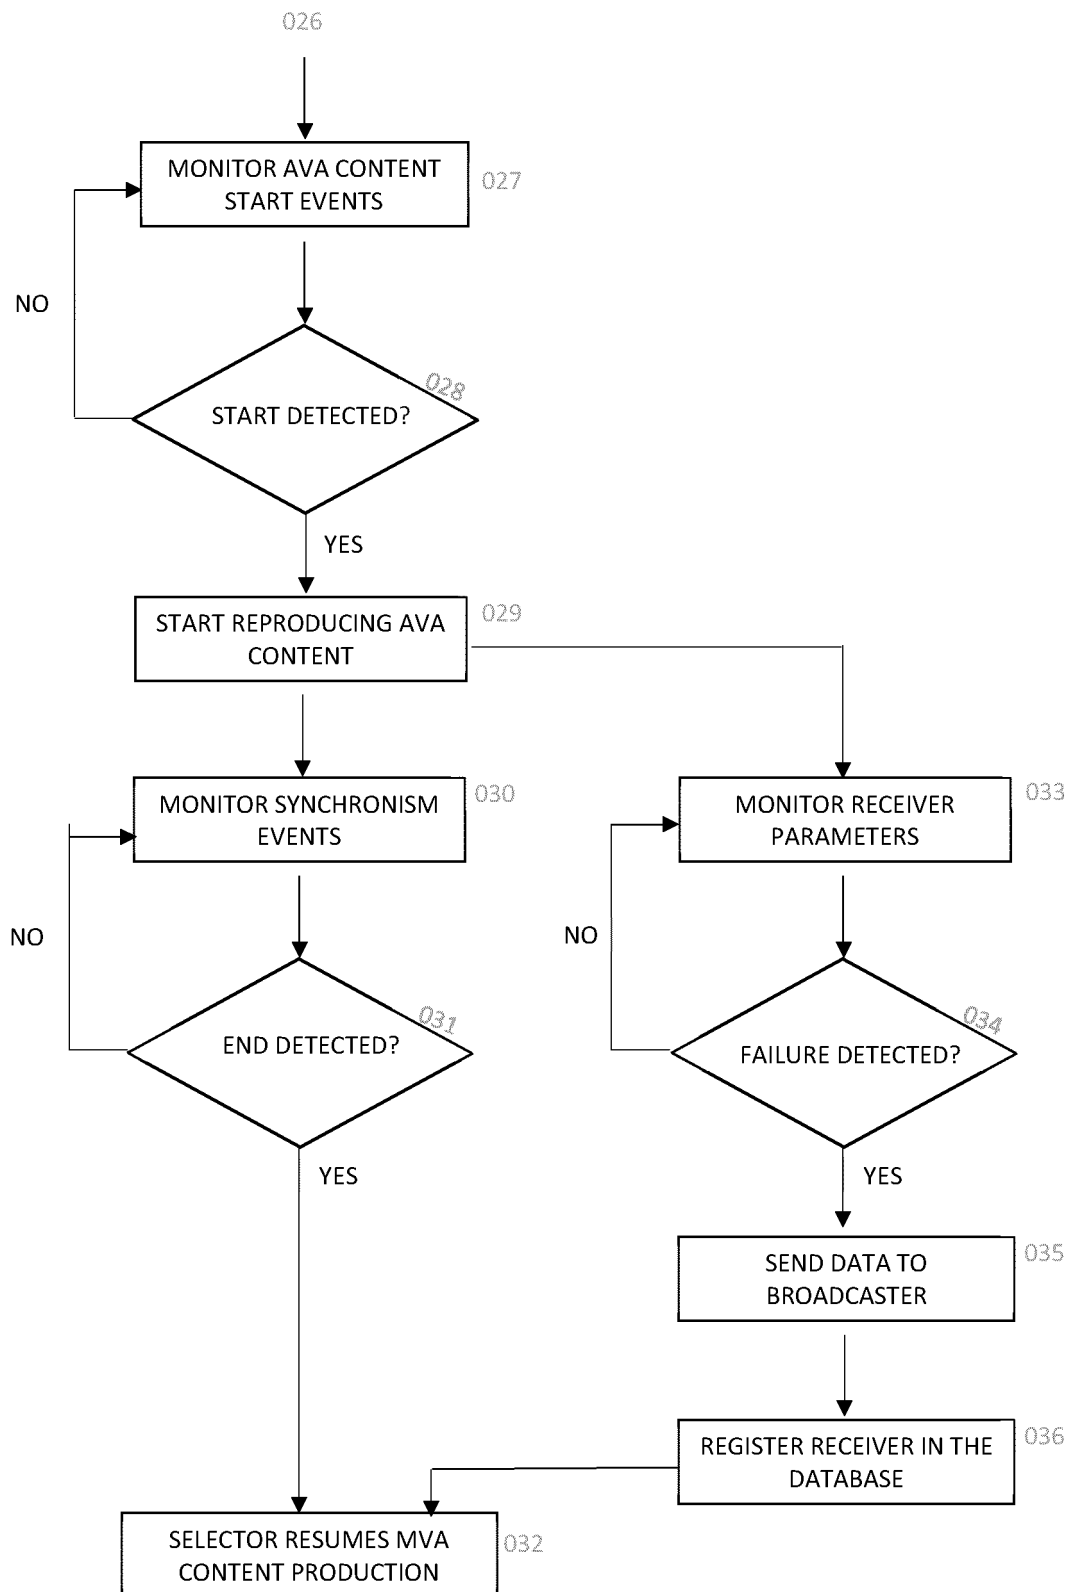 026
MONITOR AVA CONTENT
START EVENTS
027
NO
028
START DETECTED?
YES
START REPRODUCING AVA
CONTENT
029
MONITOR SYNCHRONISM
EVENTS
030
MONITOR RECEIVER
PARAMETERS
033
NO
NO
031
END DETECTED?
034
FAILURE DETECTED?
YES
YES
SEND DATA TO
BROADCASTER
035
REGISTER RECEIVER IN THE
DATABASE
036
SELECTOR RESUMES MVA
CONTENT PRODUCTION
032